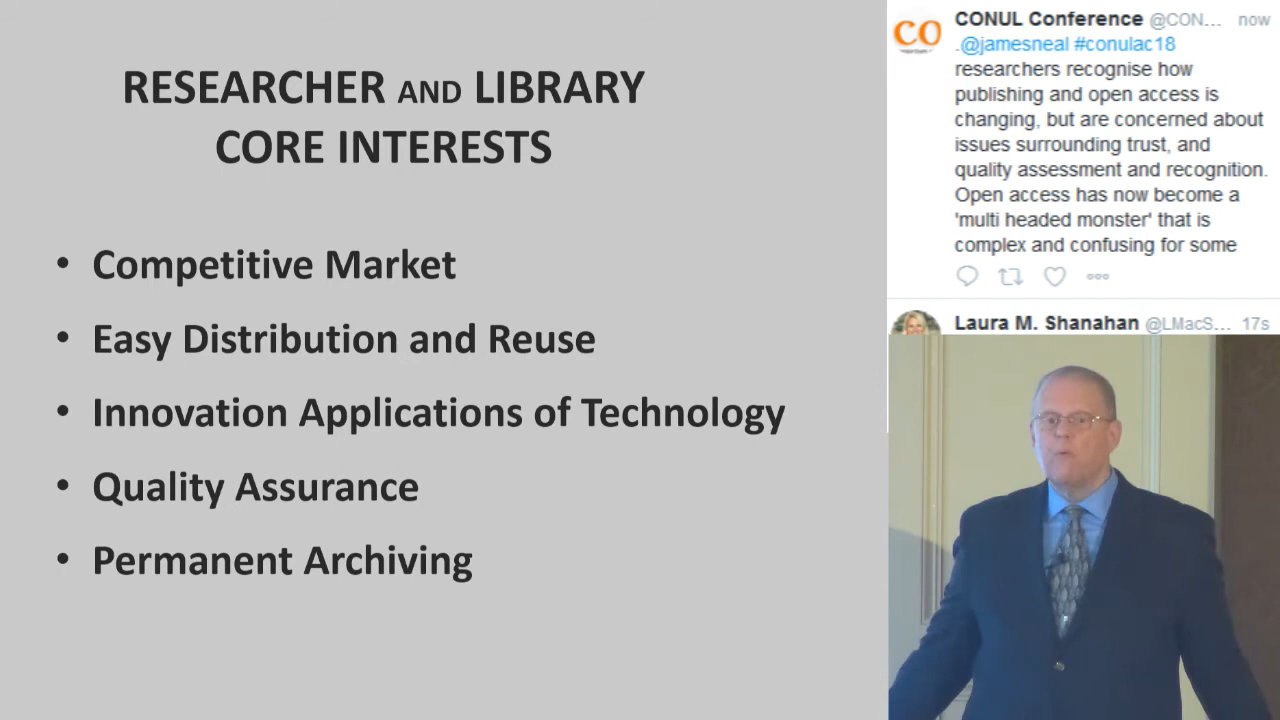 RESEARCHER AND LIBRARY
CORE INTERESTS
• Competitive Market
• Easy Distribution and Reuse
• Innovation Applications of Technology
• Quality Assurance
• Permanent Archiving
CO
CONUL Conference @CON... now
.@jamesneal #conulac18
researchers recognise how
publishing and open access is
changing, but are concerned about
issues surrounding trust, and
quality assessment and recognition.
Open access has now become a
'multi headed monster' that is
complex and confusing for some
Laura M. Shanahan @LMacS... 17s